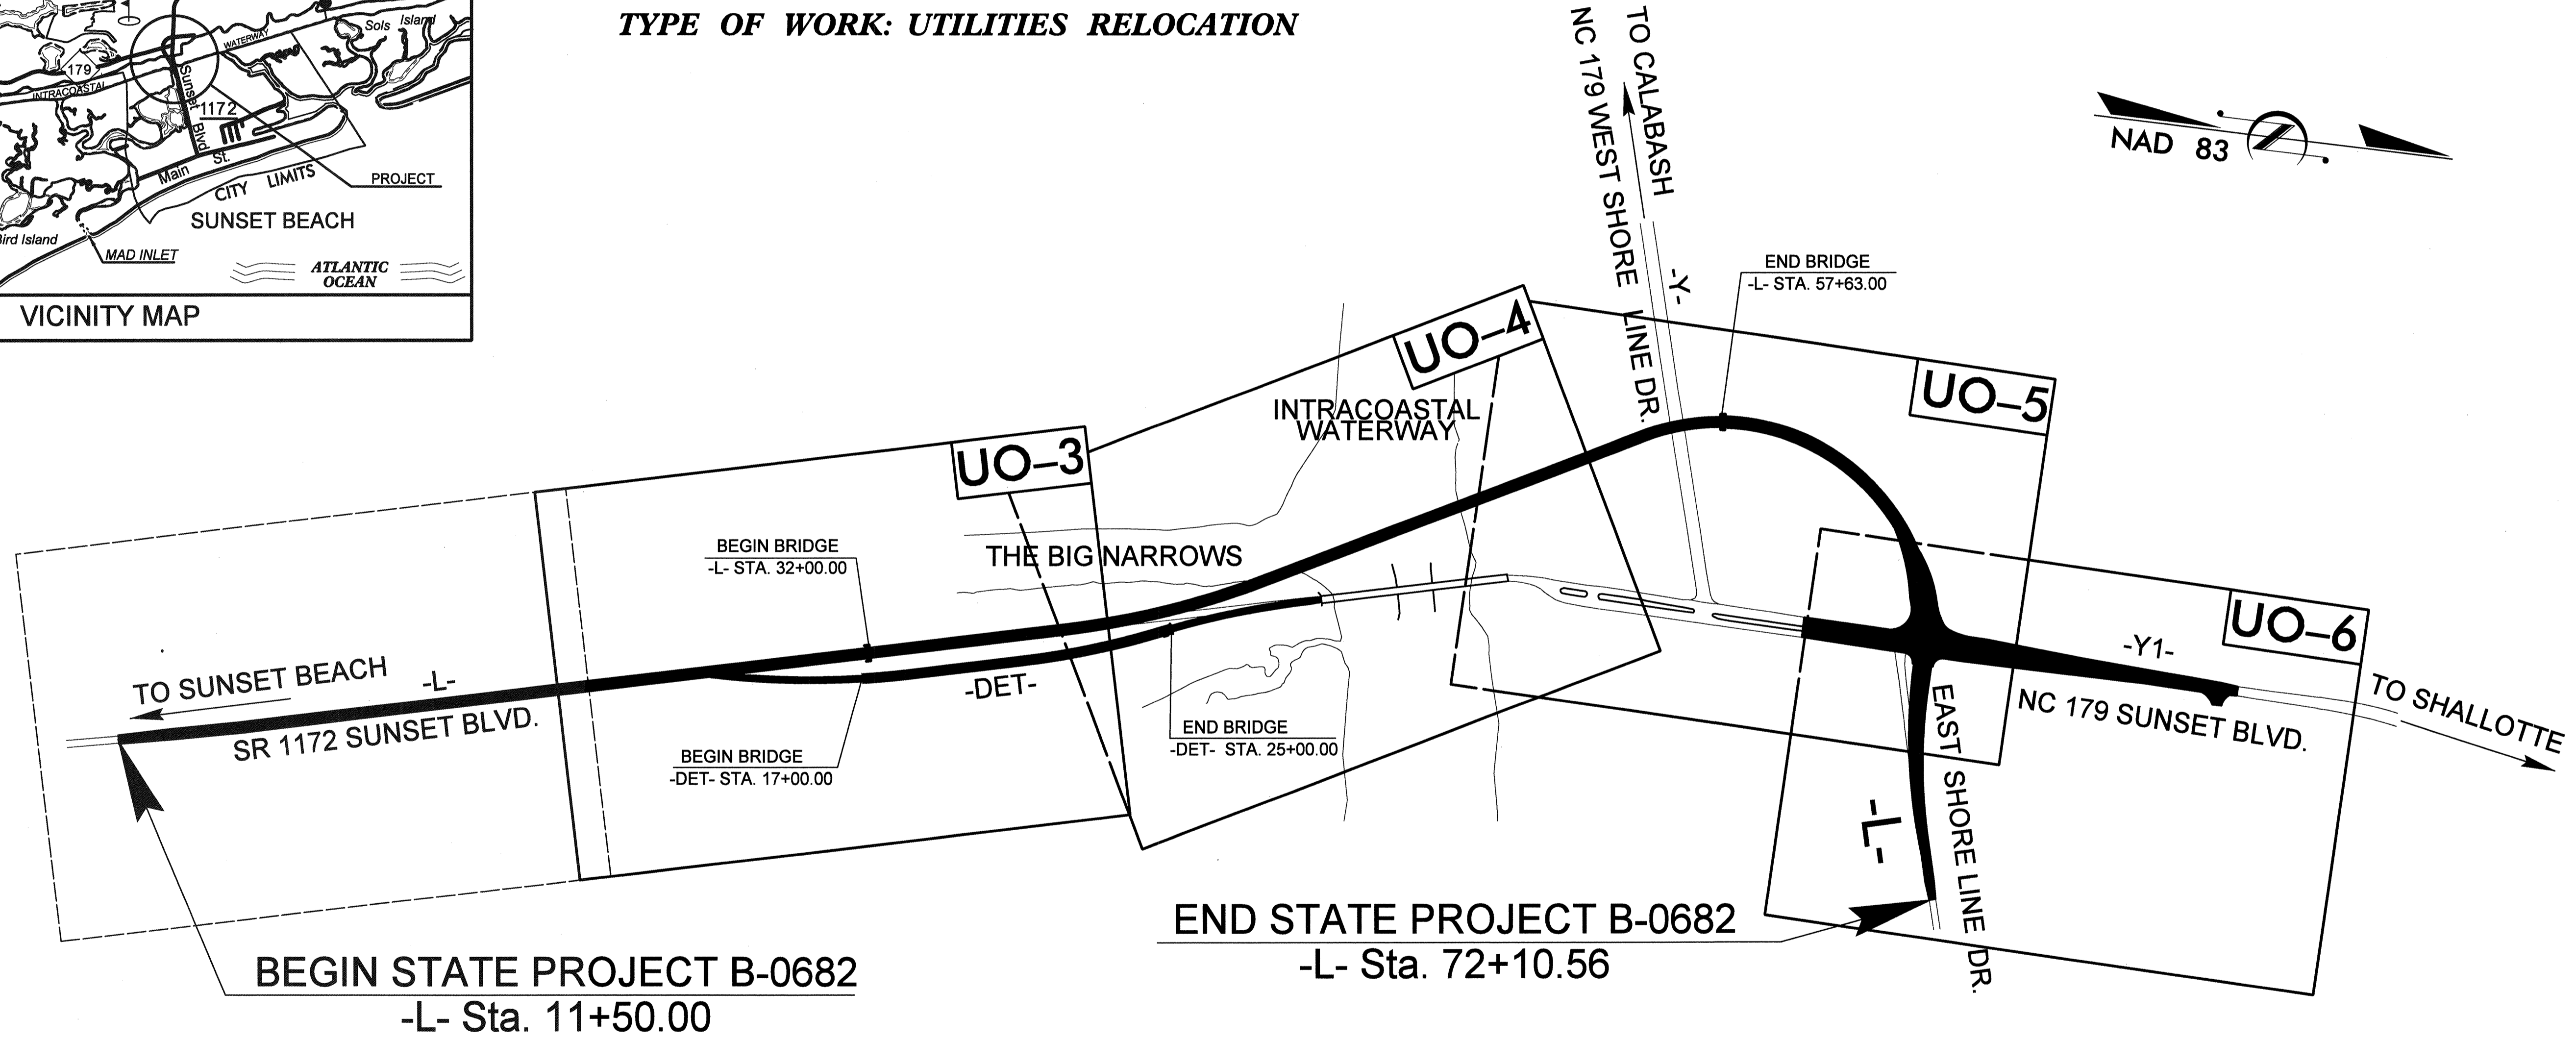 TYPE OF WORK: UTILITIES RELOCATION
Sols Island
WATERWAY
179
INTRACOASTAL
Sunset Blvd
1172
Main St.
CITY LIMITS
PROJECT
SUNSET BEACH
Bird Island
MAD INLET
ATLANTIC
OCEAN
VICINITY MAP
TO CALABASH
NC 179 WEST SHORE LINE DR.
-Y-
NAD 83
END BRIDGE
-L- STA. 57+63.00
UO-3
UO-4
UO-5
UO-6
INTRACOASTAL
WATERWAY
THE BIG NARROWS
BEGIN BRIDGE
-L- STA. 32+00.00
TO SUNSET BEACH
-L-
SR 1172 SUNSET BLVD.
-DET-
BEGIN BRIDGE
-DET- STA. 17+00.00
END BRIDGE
-DET- STA. 25+00.00
-Y1-
NC 179 SUNSET BLVD.
TO SHALLOTTE
EAST SHORE LINE DR.
-L-
BEGIN STATE PROJECT B-0682
-L- Sta. 11+50.00
END STATE PROJECT B-0682
-L- Sta. 72+10.56